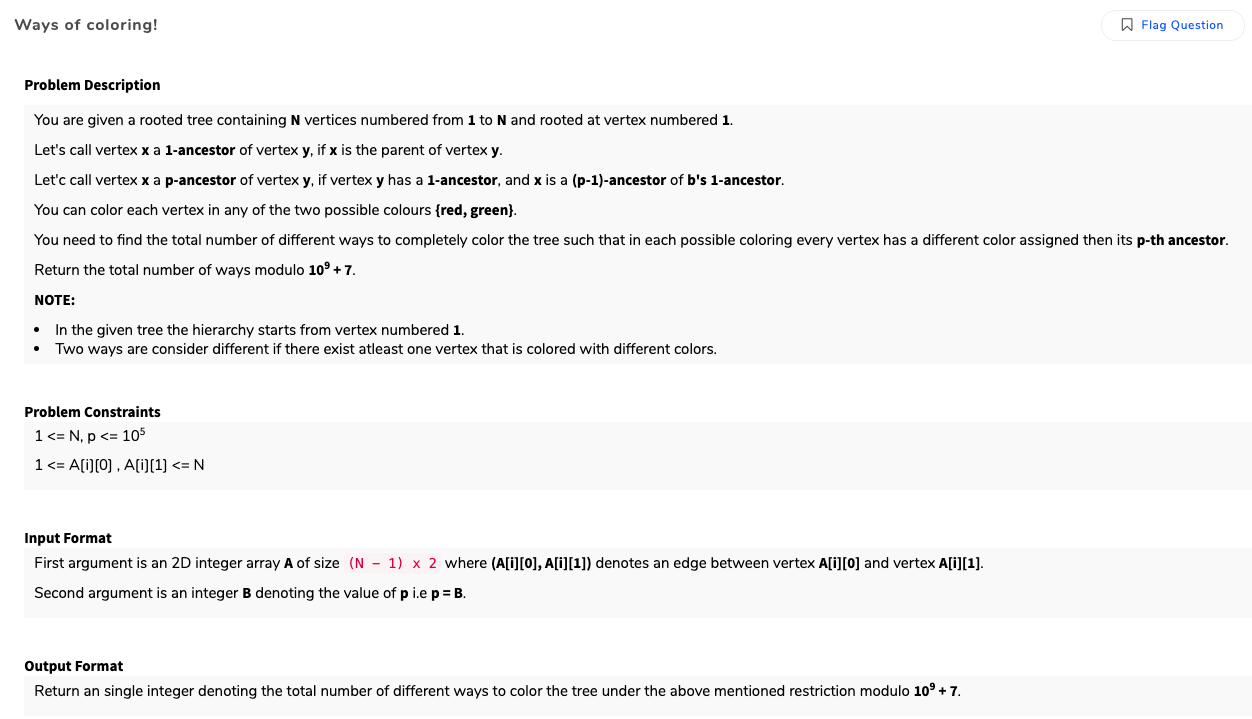 Ways of coloring!
Flag Question
Problem Description
You are given a rooted tree containing N vertices numbered from 1 to N and rooted at vertex numbered 1.
Let's call vertex x a 1-ancestor of vertex y, if x is the parent of vertex y.
Let'c call vertex x a p-ancestor of vertex y, if vertex y has a 1-ancestor, and x is a (p-1)-ancestor of b's 1-ancestor.
You can color each vertex in any of the two possible colours {red, green}.
You need to find the total number of different ways to completely color the tree such that in each possible coloring every vertex has a different color assigned then its p-th ancestor.
Return the total number of ways modulo 10⁹ + 7.
NOTE:
• In the given tree the hierarchy starts from vertex numbered 1.
• Two ways are consider different if there exist atleast one vertex that is colored with different colors.
Problem Constraints
1 <= N, p <= 10⁵
1 <= A[i][0] , A[i][1] <= N
Input Format
First argument is an 2D integer array A of size (N - 1) x 2 where (A[i][0], A[i][1]) denotes an edge between vertex A[i][0] and vertex A[i][1].
Second argument is an integer B denoting the value of p i.e p = B.
Output Format
Return an single integer denoting the total number of different ways to color the tree under the above mentioned restriction modulo 10⁹ + 7.